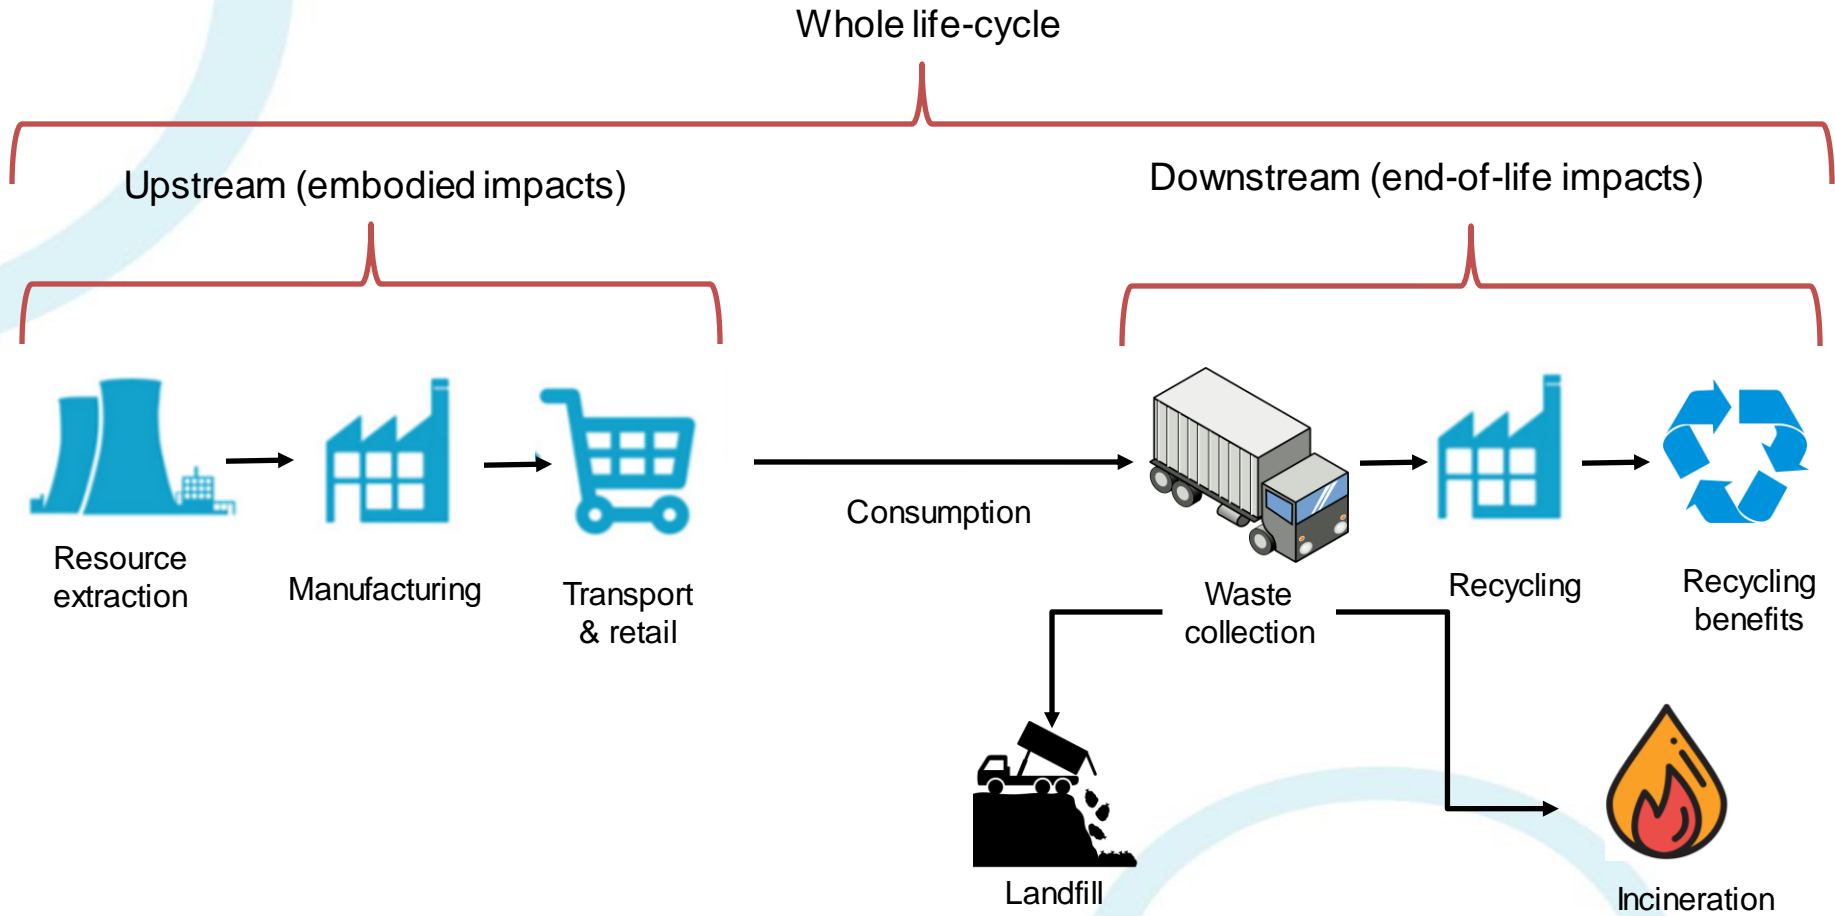 Whole life-cycle
Upstream (embodied impacts)
Downstream (end-of-life impacts)
Resource
extraction
Manufacturing
Transport
& retail
Consumption
Waste
collection
Recycling
Recycling
benefits
Landfill
Incineration